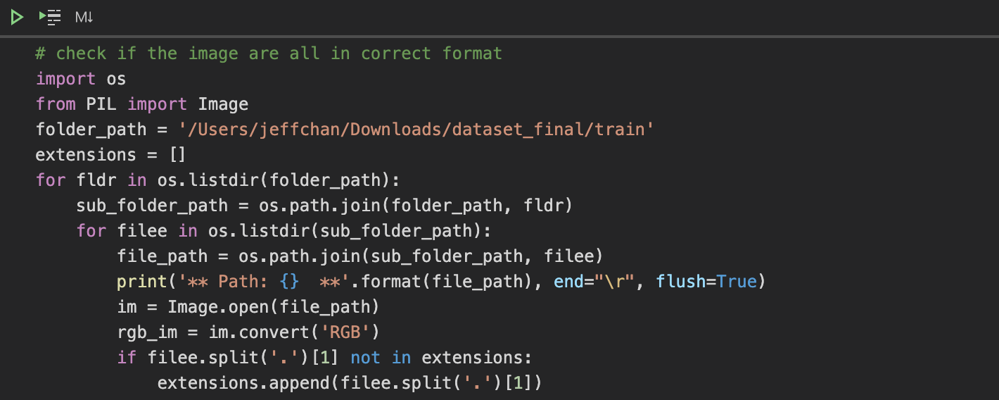 M↓
# check if the image are all in correct format
import os
from PIL import Image
folder_path = '/Users/jeffchan/Downloads/dataset_final/train'
extensions = []
for fldr in os.listdir(folder_path):
    sub_folder_path = os.path.join(folder_path, fldr)
    for filee in os.listdir(sub_folder_path):
        file_path = os.path.join(sub_folder_path, filee)
        print('** Path: {}  **'.format(file_path), end="\r", flush=True)
        im = Image.open(file_path)
        rgb_im = im.convert('RGB')
        if filee.split('.')[1] not in extensions:
            extensions.append(filee.split('.')[1])